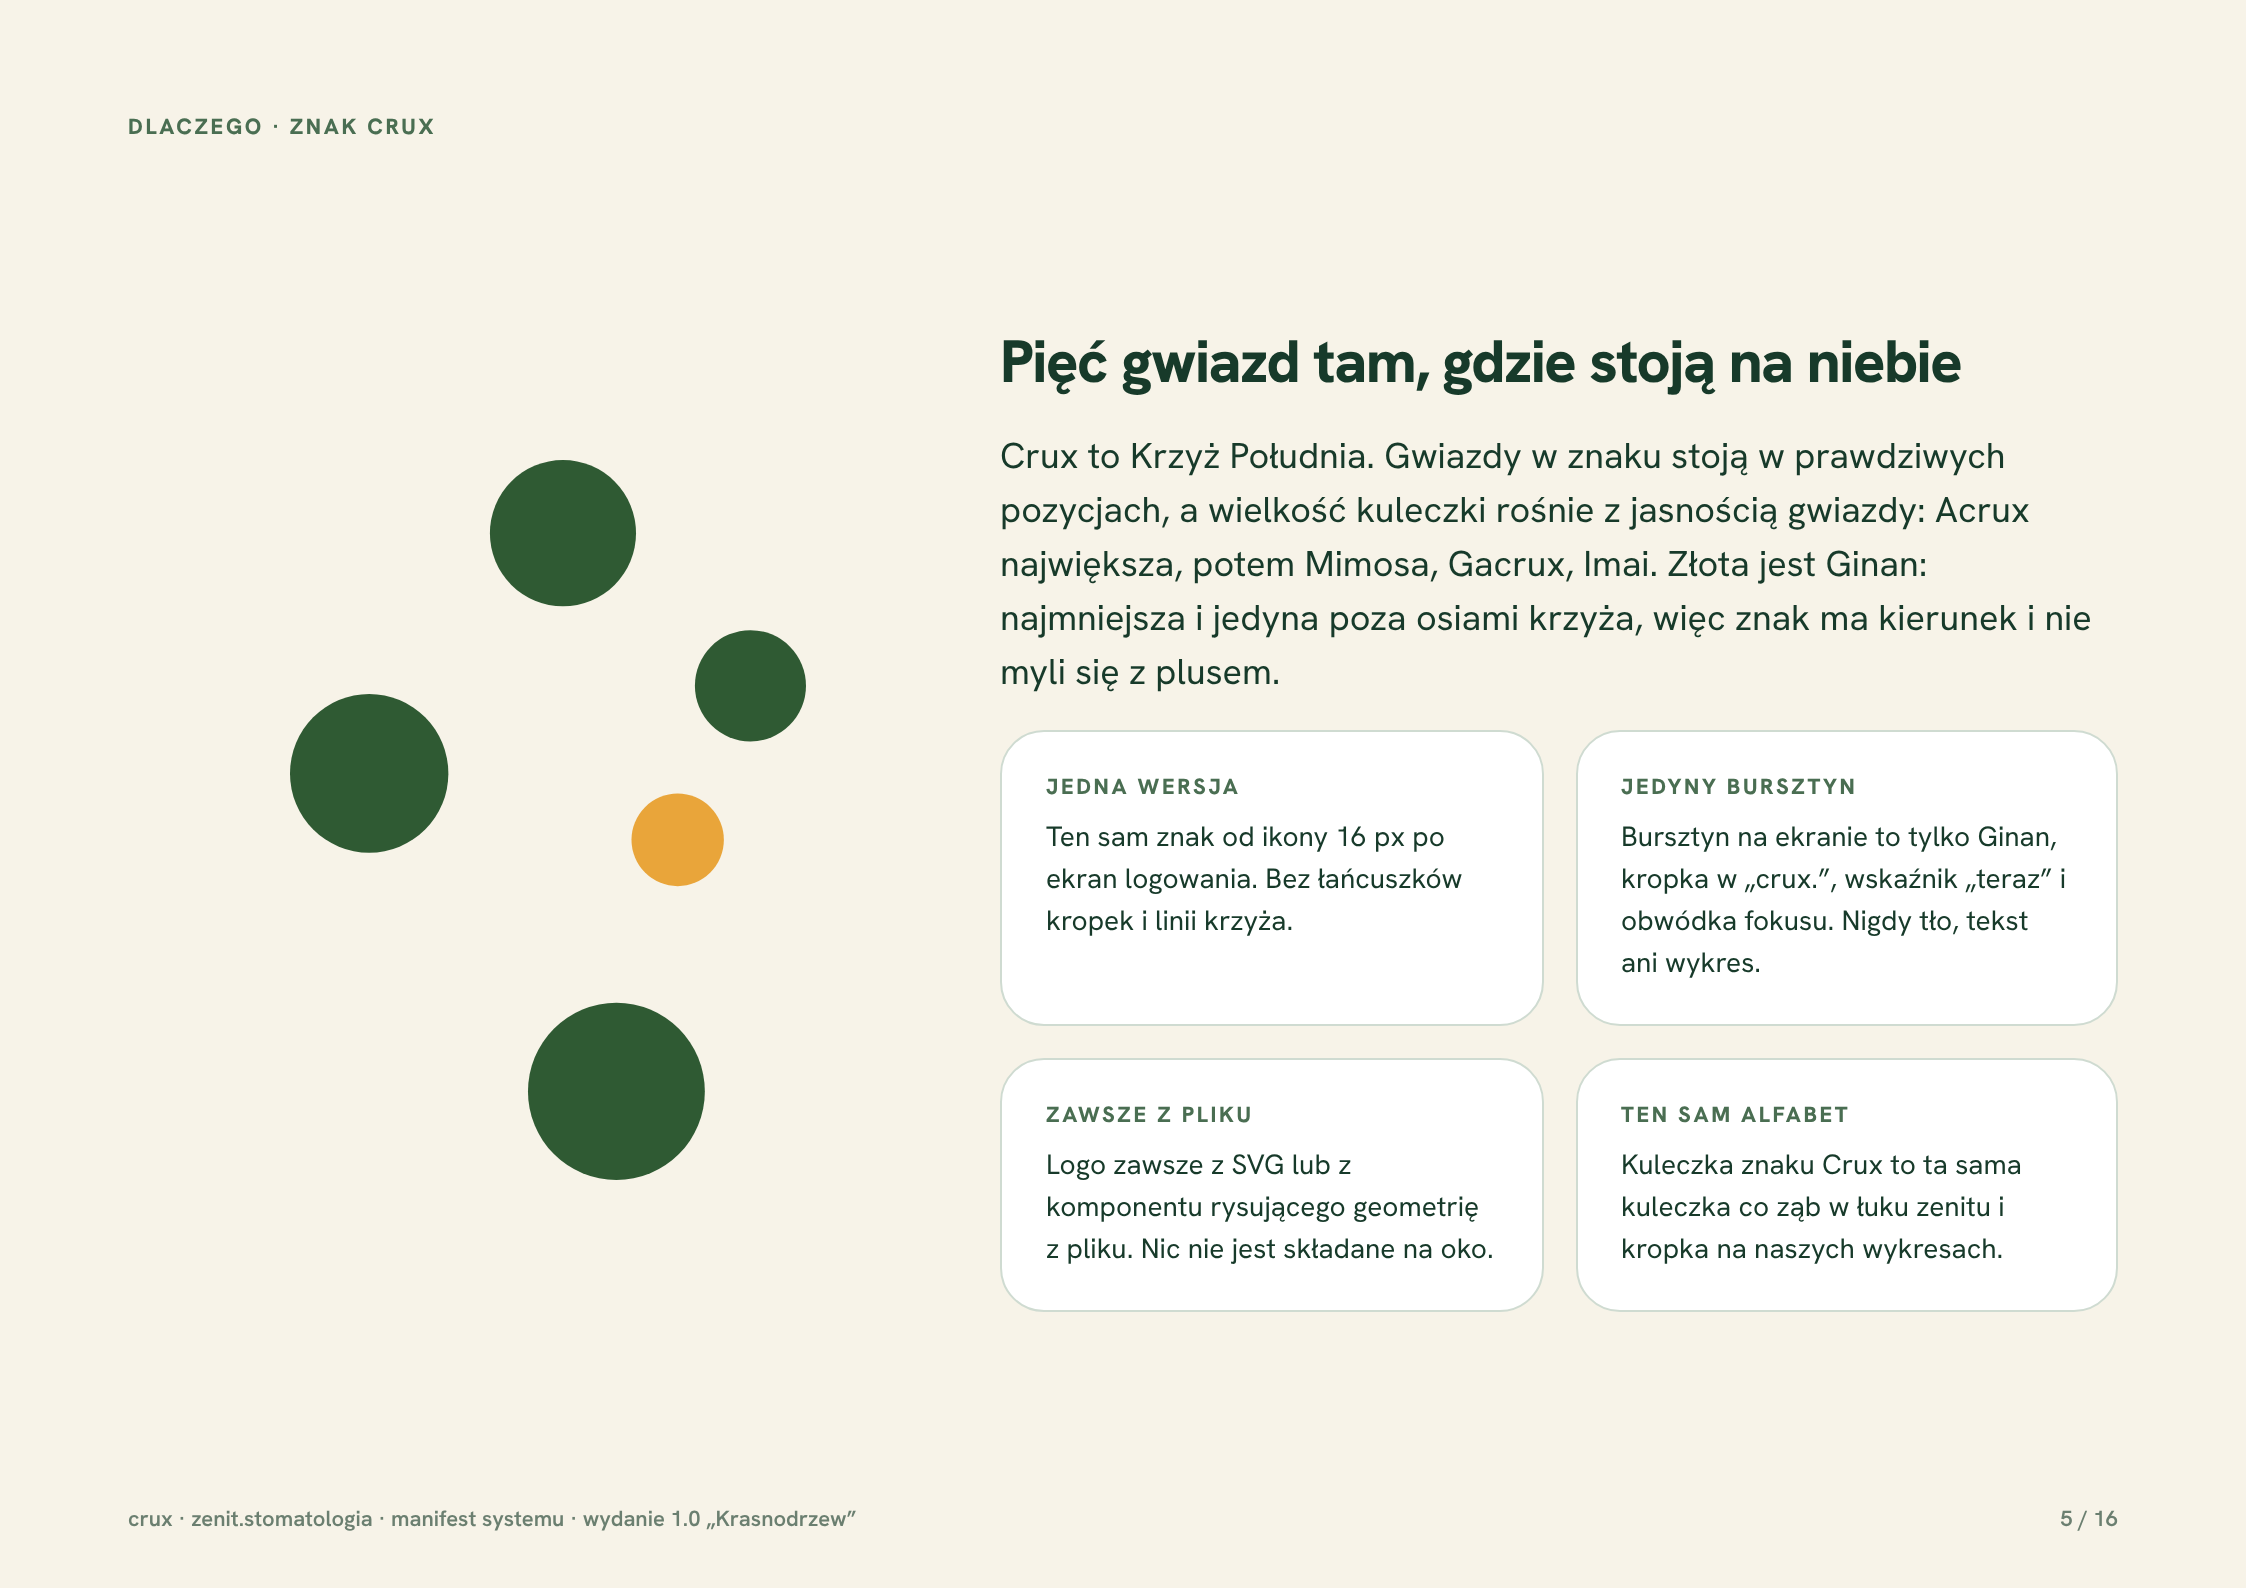 DLACZEGO · ZNAK CRUX
Pięć gwiazd tam, gdzie stoją na niebie
Crux to Krzyż Południa. Gwiazdy w znaku stoją w prawdziwych
pozycjach, a wielkość kuleczki rośnie z jasnością gwiazdy: Acrux
największa, potem Mimosa, Gacrux, Imai. Złota jest Ginan:
najmniejsza i jedyna poza osiami krzyża, więc znak ma kierunek i nie
myli się z plusem.
JEDNA WERSJA
Ten sam znak od ikony 16 px po
ekran logowania. Bez łańcuszków
kropek i linii krzyża.
JEDYNY BURSZTYN
Bursztyn na ekranie to tylko Ginan,
kropka w „crux.”, wskaźnik „teraz” i
obwódka fokusu. Nigdy tło, tekst
ani wykres.
ZAWSZE Z PLIKU
Logo zawsze z SVG lub z
komponentu rysującego geometrię
z pliku. Nic nie jest składane na oko.
TEN SAM ALFABET
Kuleczka znaku Crux to ta sama
kuleczka co ząb w łuku zenitu i
kropka na naszych wykresach.
crux · zenit.stomatologia · manifest systemu · wydanie 1.0 „Krasnodrzew”
5 / 16